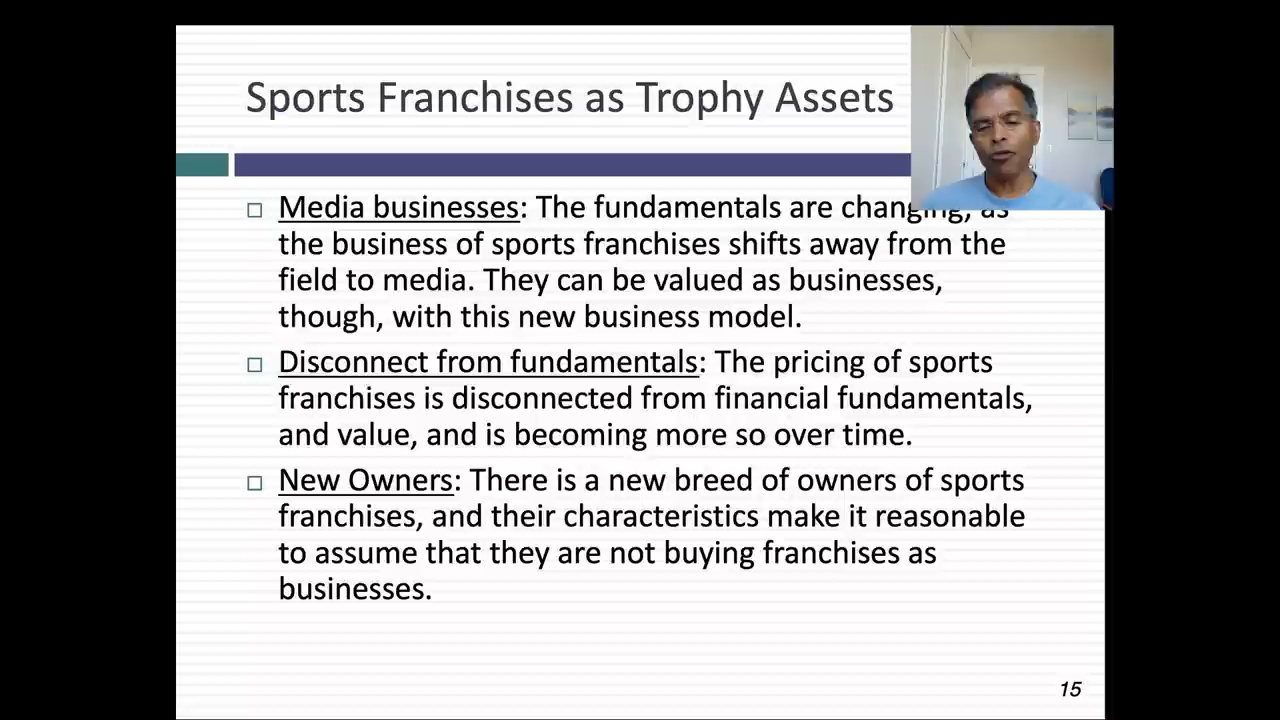 Sports Franchises as Trophy Assets
Media businesses: The fundamentals are changing, as
the business of sports franchises shifts away from the
field to media. They can be valued as businesses,
though, with this new business model.
Disconnect from fundamentals: The pricing of sports
franchises is disconnected from financial fundamentals,
and value, and is becoming more so over time.
New Owners: There is a new breed of owners of sports
franchises, and their characteristics make it reasonable
to assume that they are not buying franchises as
businesses.
15